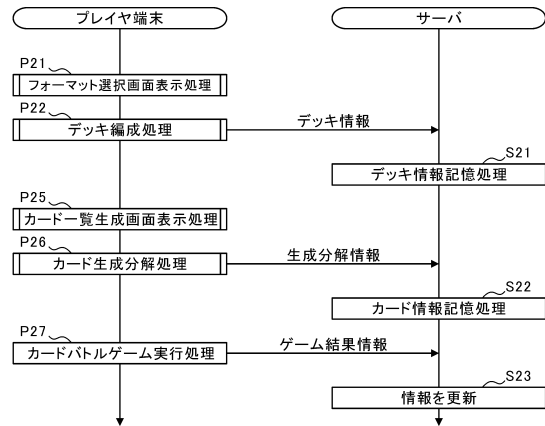 プレイヤ端末
サーバ
P21
フォーマット選択画面表示処理
P22
デッキ編成処理
デッキ情報
S21
デッキ情報記憶処理
P25
カード一覧生成画面表示処理
P26
カード生成分解処理
生成分解情報
S22
カード情報記憶処理
P27
カードバトルゲーム実行処理
ゲーム結果情報
S23
情報を更新